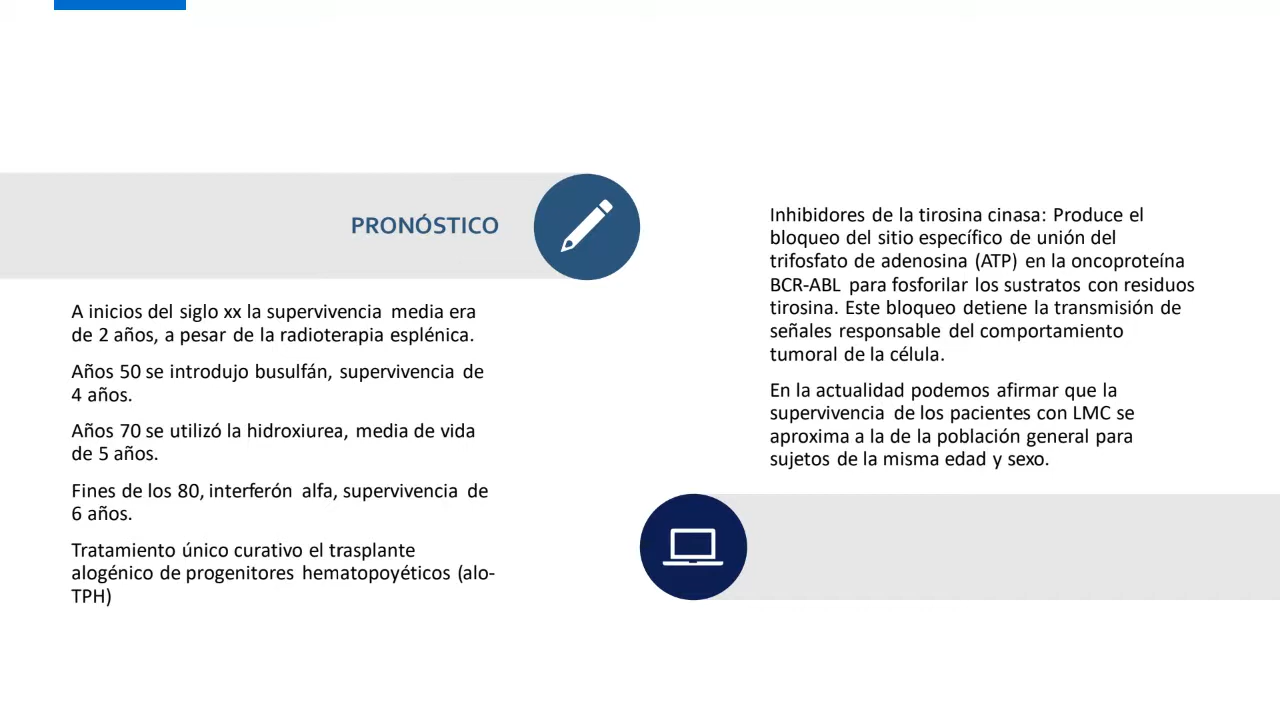 PRONÓSTICO
A inicios del siglo xx la supervivencia media era
de 2 años, a pesar de la radioterapia esplénica.
Años 50 se introdujo busulfán, supervivencia de
4 años.
Años 70 se utilizó la hidroxiurea, media de vida
de 5 años.
Fines de los 80, interferón alfa, supervivencia de
6 años.
Tratamiento único curativo el trasplante
alogénico de progenitores hematopoyéticos (alo-
TPH)
Inhibidores de la tirosina cinasa: Produce el
bloqueo del sitio específico de unión del
trifosfato de adenosina (ATP) en la oncoproteína
BCR-ABL para fosforilar los sustratos con residuos
tirosina. Este bloqueo detiene la transmisión de
señales responsable del comportamiento
tumoral de la célula.
En la actualidad podemos afirmar que la
supervivencia de los pacientes con LMC se
aproxima a la de la población general para
sujetos de la misma edad y sexo.